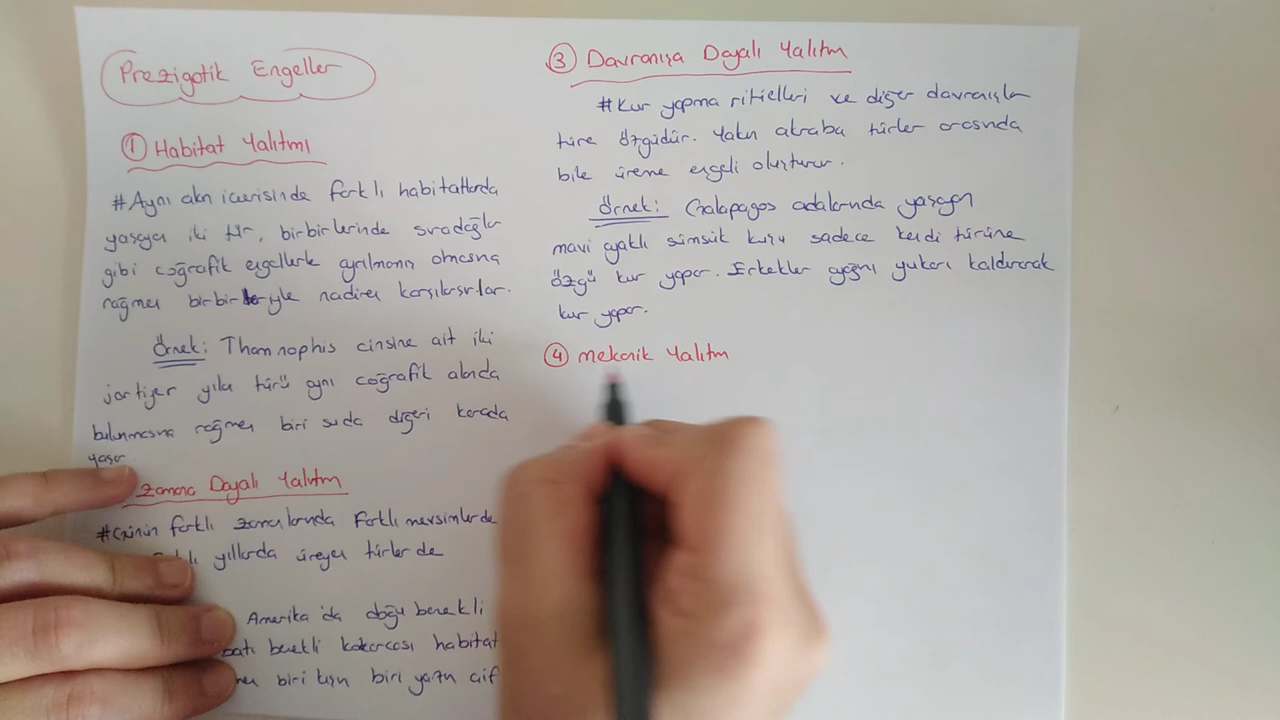 Prezigotik Engeller
① Habitat Yalıtımı
#Aynı alan içerisinde farklı habitatlarda
yaşayan iki tür, birbirlerinde sıradağlar
gibi coğrafik engellerle ayrılmamış olmasına
rağmen birbirleriyle nadiren karşılaşırlar.
Örnek: Thamnophis cinsine ait iki
jartiyer yılan türü aynı coğrafik alanda
bulunmasına rağmen biri suda diğeri karada
yaşar.
Zamana Dayalı Yalıtım
#Günün farklı zamanlarında farklı mevsimlerde
yıllarda üreyen türlerde
Amerika'da doğu benekli
batı benekli kokarcası habitat
biri kışın biri yazın çif
③ Davranışa Dayalı Yalıtım
#Kur yapma ritüelleri ve diğer davranışlar
türe özgüdür. Yakın akraba türler arasında
bile üreme engeli oluşturur.
Örnek: Galapagos adalarında yaşayan
mavi ayaklı sümsük kuşu sadece kendi türüne
özgü kur yapar. Erkekler ayağını yukarı kaldırarak
kur yapar.
④ Mekanik Yalıtım